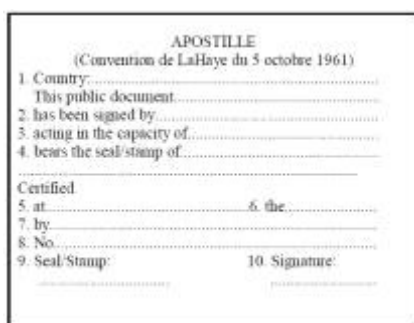 APOSTILLE
(Convention de LaHaye du 5 octobre 1961)
1. Country:
This public document
2. has been signed by
3. acting in the capacity of
4. bears the seal/stamp of
Certified
5. at 6. the
7. by
8. No
9. Seal/Stamp: 10. Signature: